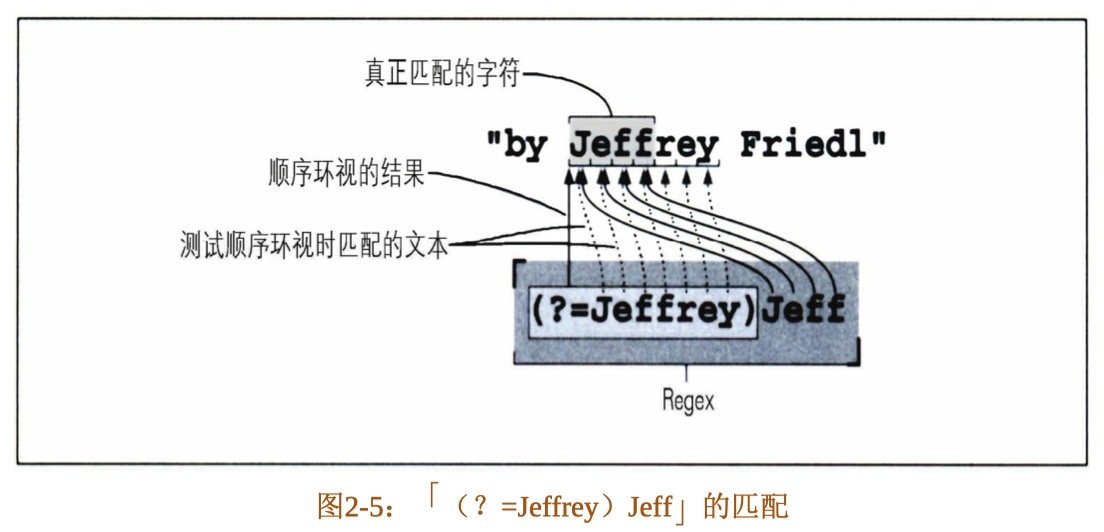 真正匹配的字符
"by Jeffrey Friedl"
顺序环视的结果
测试顺序环视时匹配的文本
(?=Jeffrey)Jeff
Regex
图2-5：「（？=Jeffrey）Jeff」的匹配